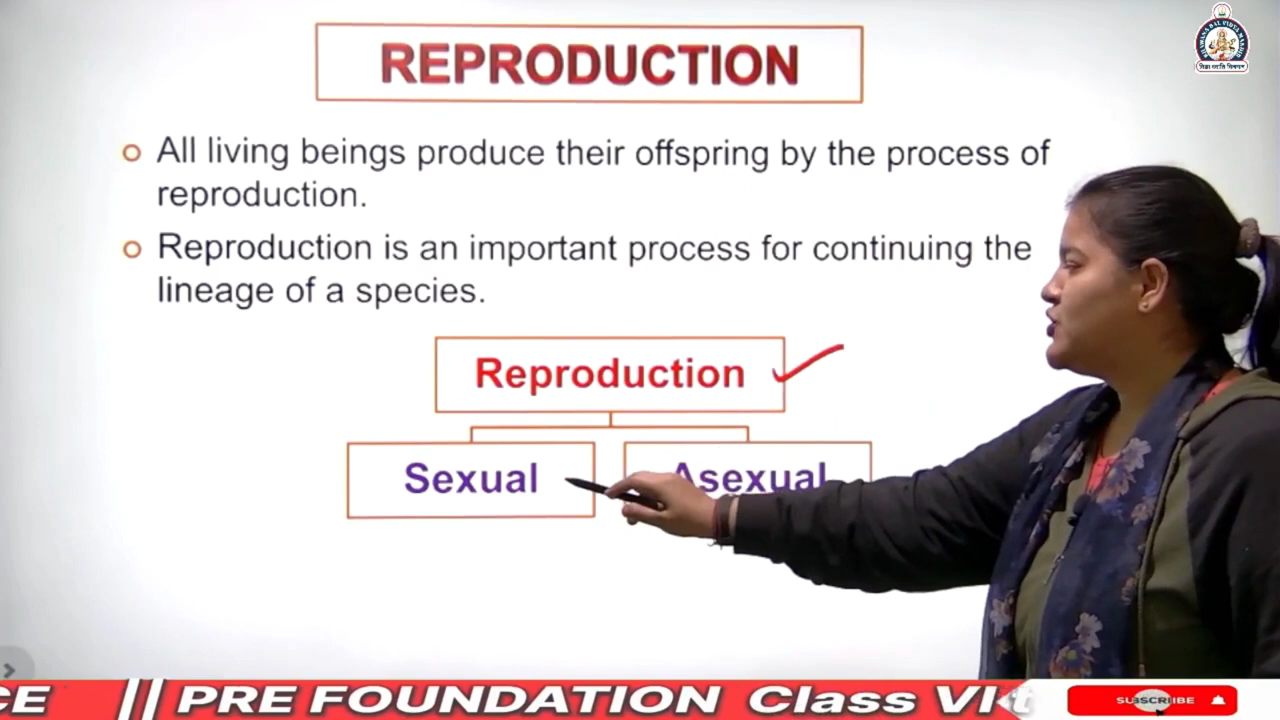 REPRODUCTION
All living beings produce their offspring by the process of
reproduction.
Reproduction is an important process for continuing the
lineage of a species.
Reproduction
Sexual
Asexual
CE || PRE FOUNDATION Class VI
SUBSCRIBE